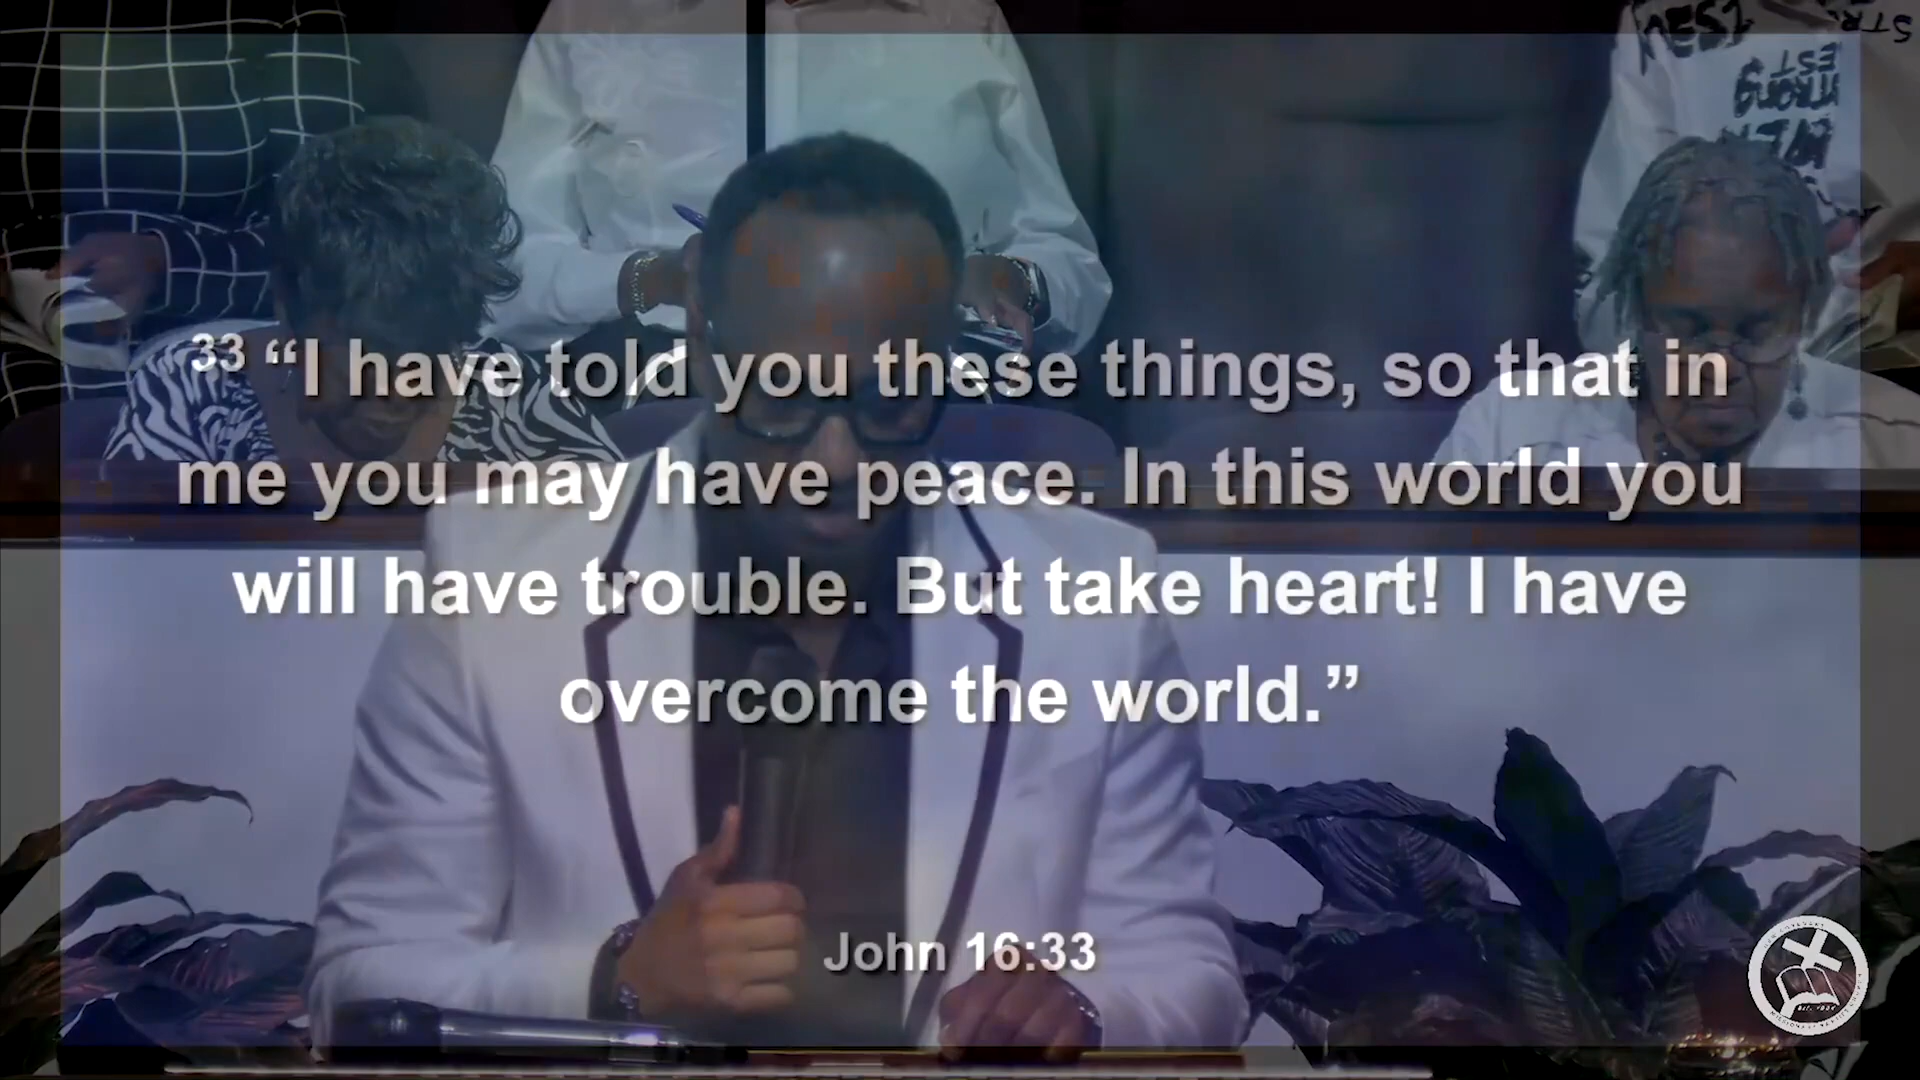 33 “I have told you these things, so that in
me you may have peace. In this world you
will have trouble. But take heart! I have
overcome the world.”
John 16:33